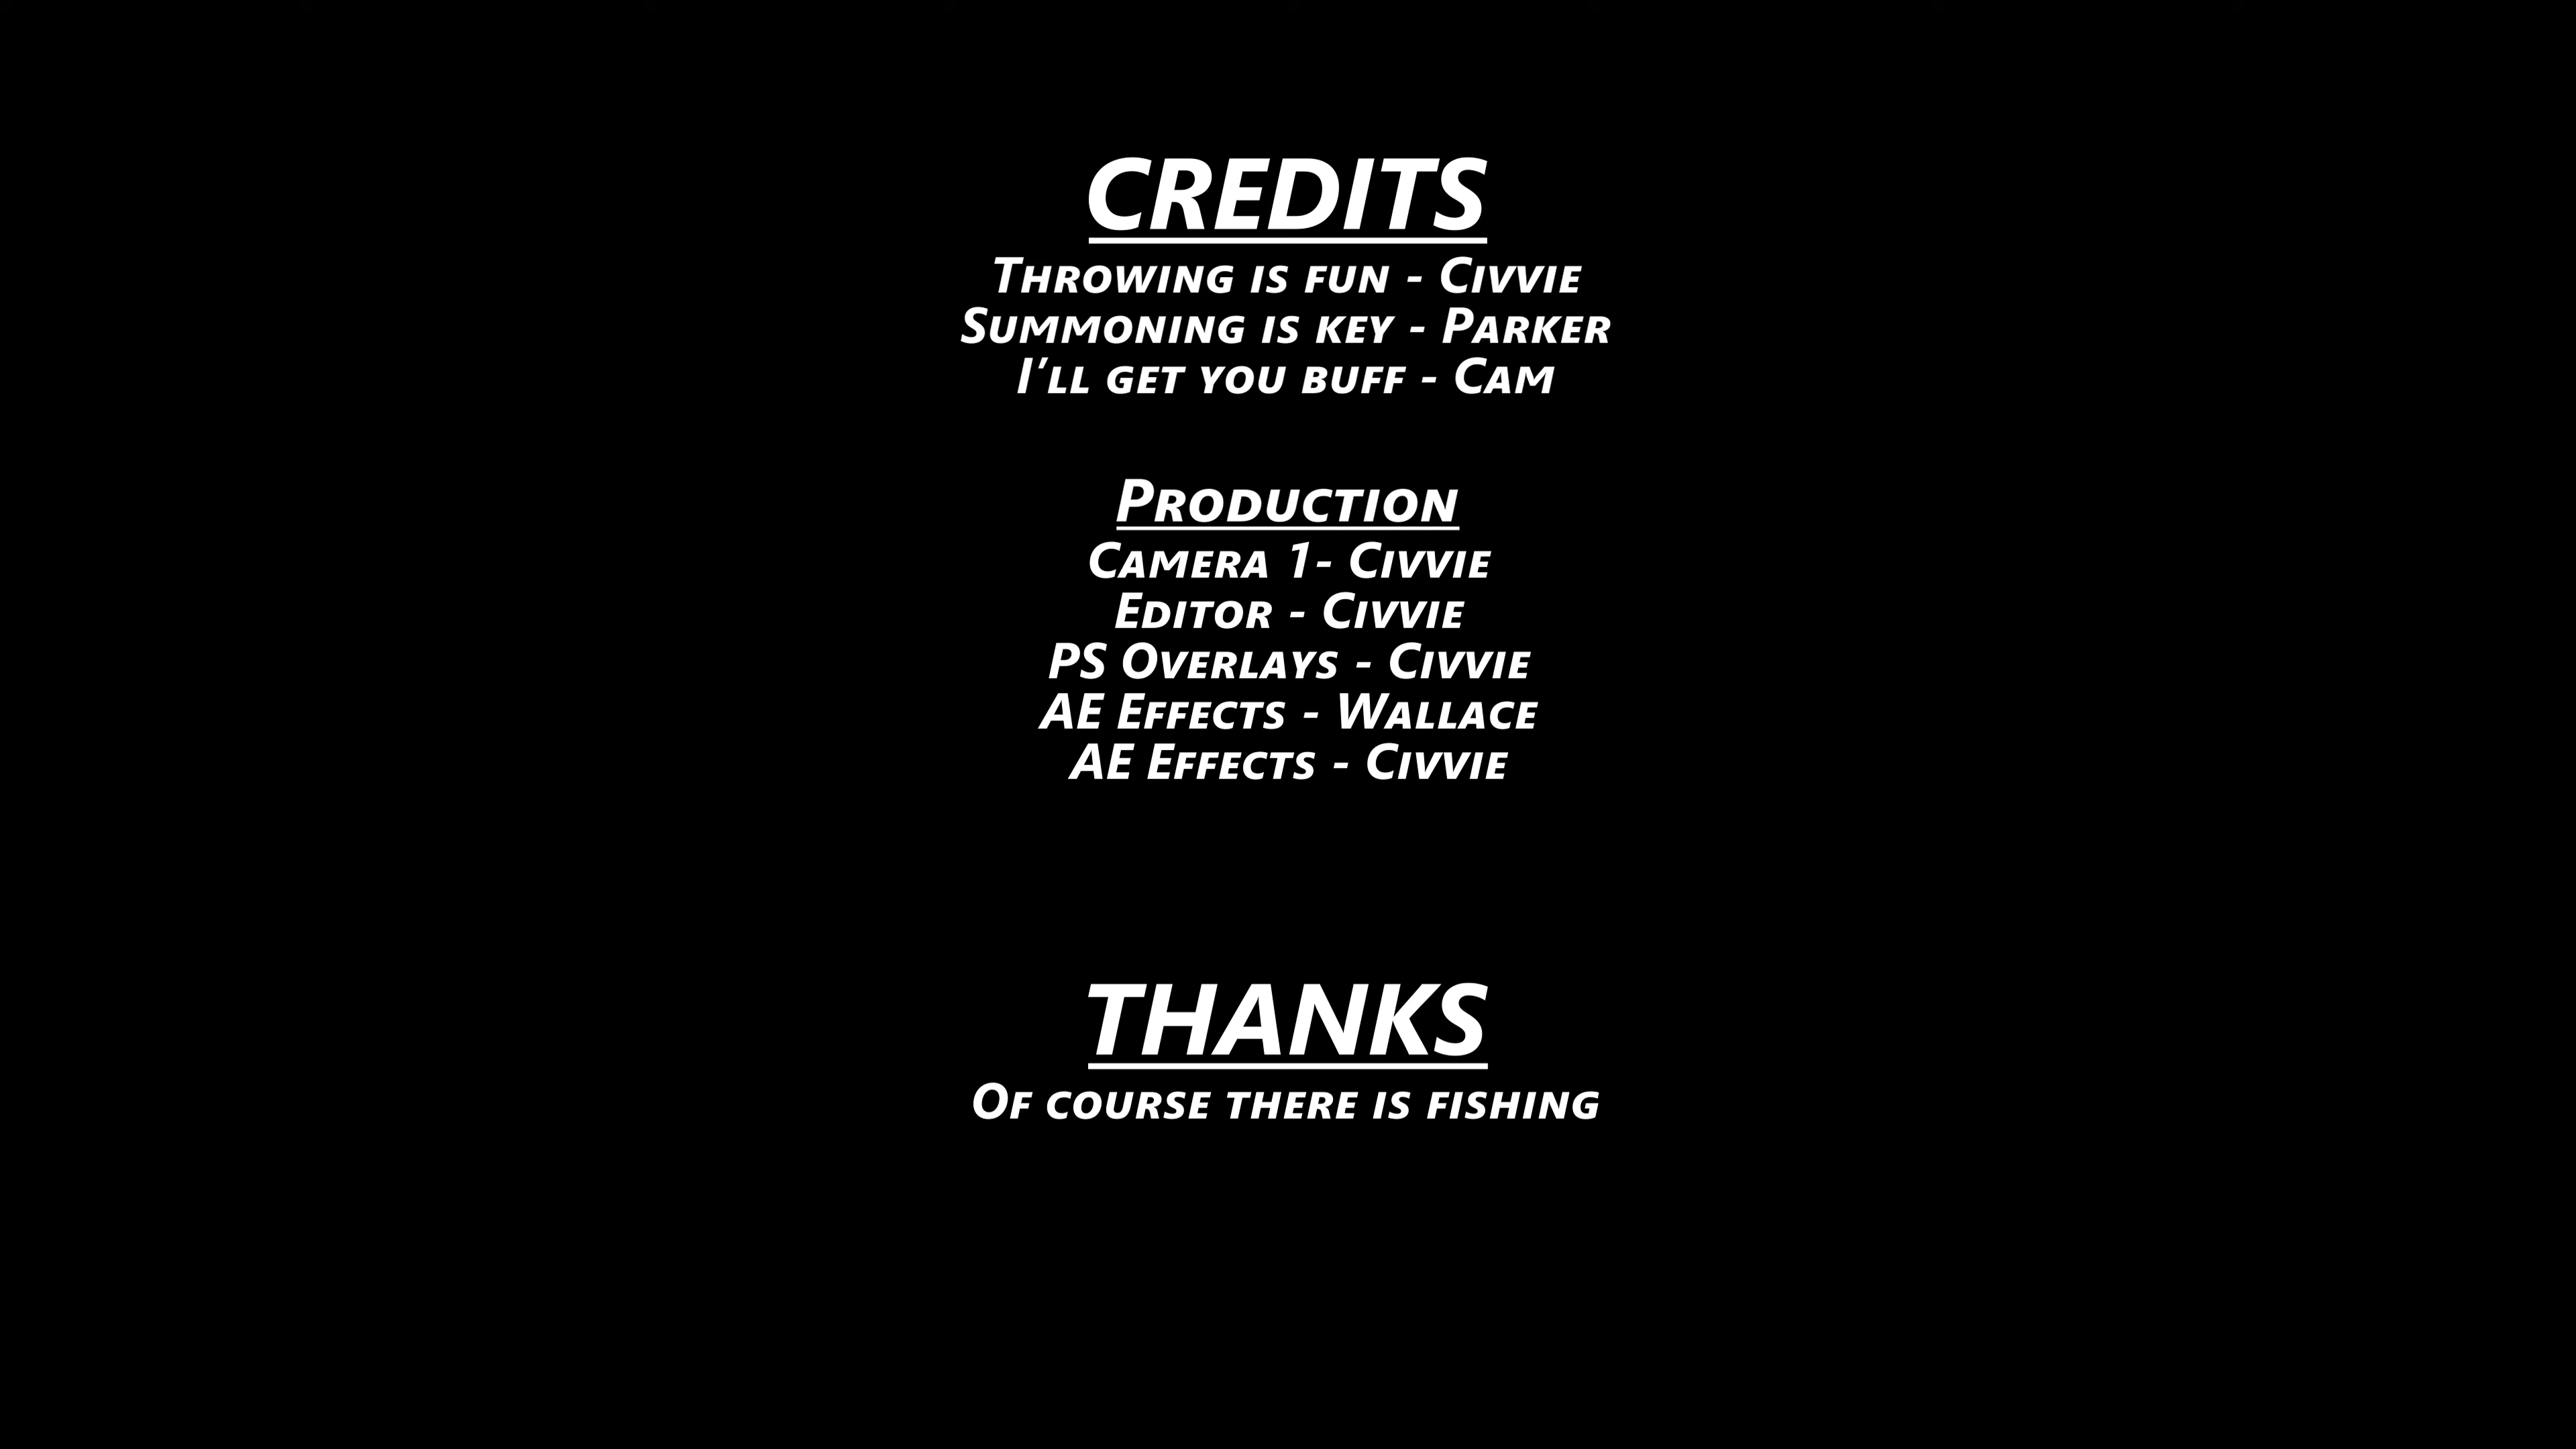 CREDITS
Throwing is fun - Civvie
Summoning is key - Parker
I'll get you buff - Cam
Production
Camera 1- Civvie
Editor - Civvie
PS Overlays - Civvie
AE Effects - Wallace
AE Effects - Civvie
THANKS
Of course there is fishing